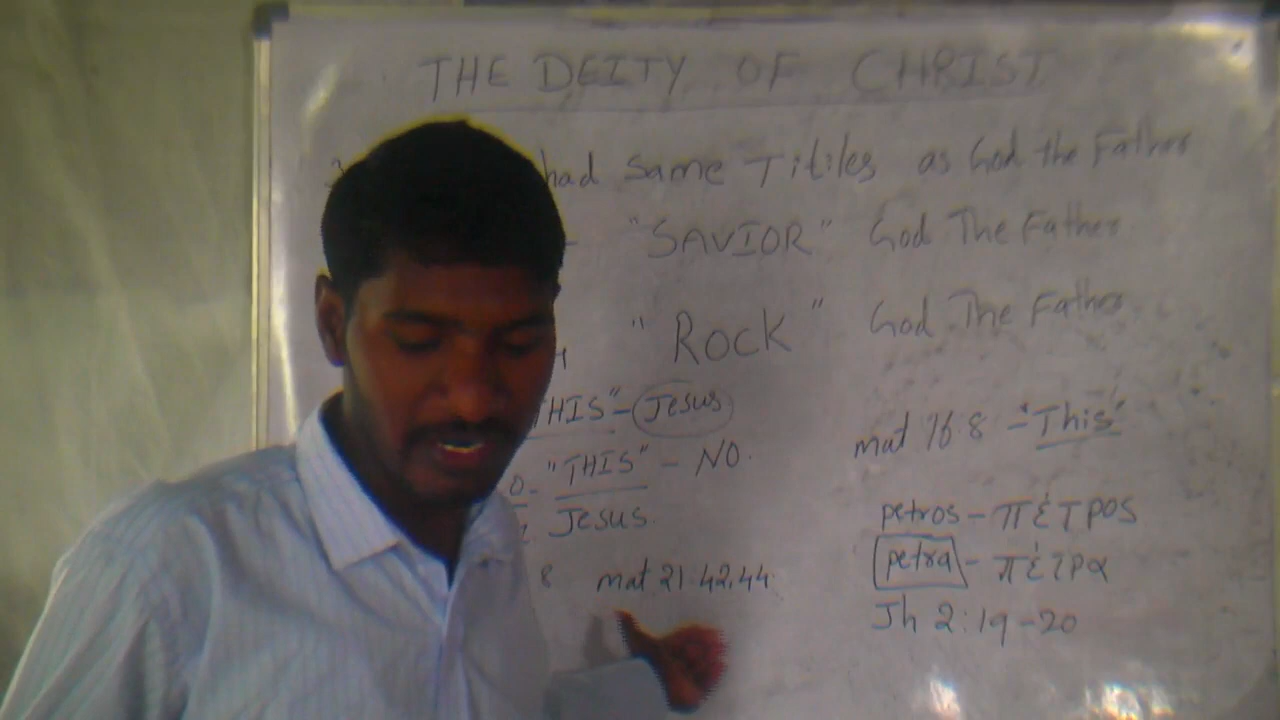 THE DEITY OF CHRIST
had Same Titiles as God the Father
- "SAVIOR" God The Father
"ROCK" God The Father
THIS" - Jesus
mat 16 8 - "This"
"THIS" - NO.
Jesus.
petros - πέτρος
petra - πέτρα
8 mat 21:42,44
Jh 2:19-20